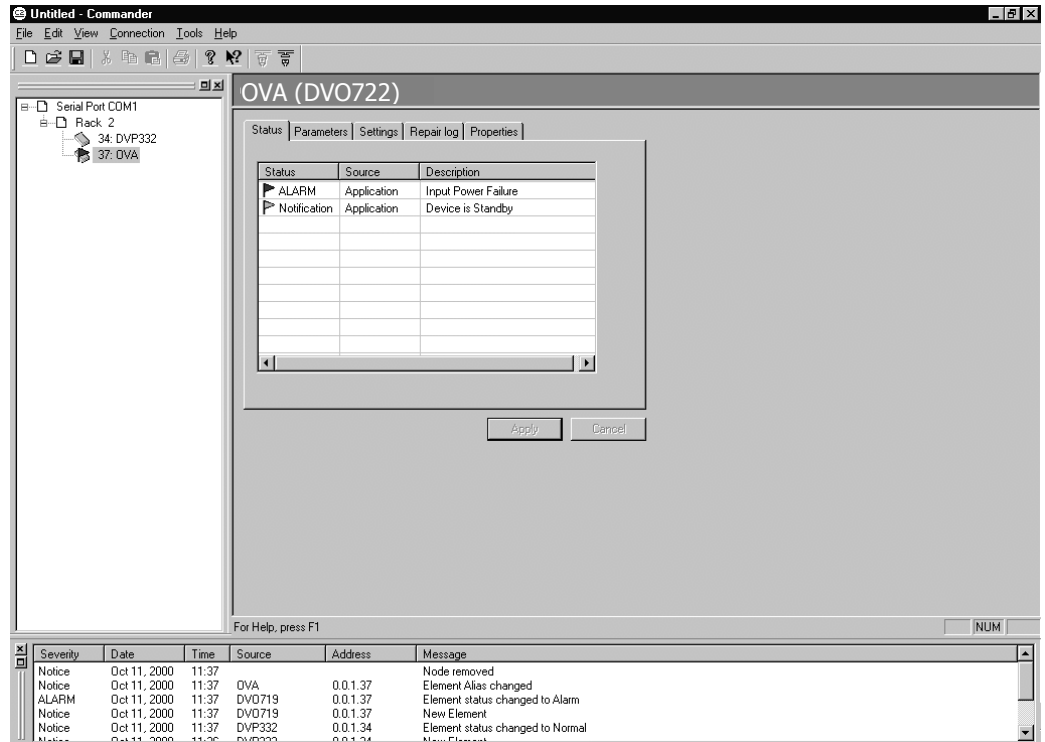 Untitled - Commander
File Edit View Connection Tools Help
Serial Port COM1
Rack 2
34: DVP332
37: OVA
OVA (DVO722)
Status Parameters Settings Repair log Properties
Status Source Description
ALARM Application Input Power Failure
Notification Application Device is Standby
Apply Cancel
For Help, press F1
NUM
Severity Date Time Source Address Message
Notice Oct 11, 2000 11:37 Node removed
Notice Oct 11, 2000 11:37 OVA 0.0.1.37 Element Alias changed
ALARM Oct 11, 2000 11:37 DVO719 0.0.1.37 Element status changed to Alarm
Notice Oct 11, 2000 11:37 DVO719 0.0.1.37 New Element
Notice Oct 11, 2000 11:37 DVP332 0.0.1.34 Element status changed to Normal